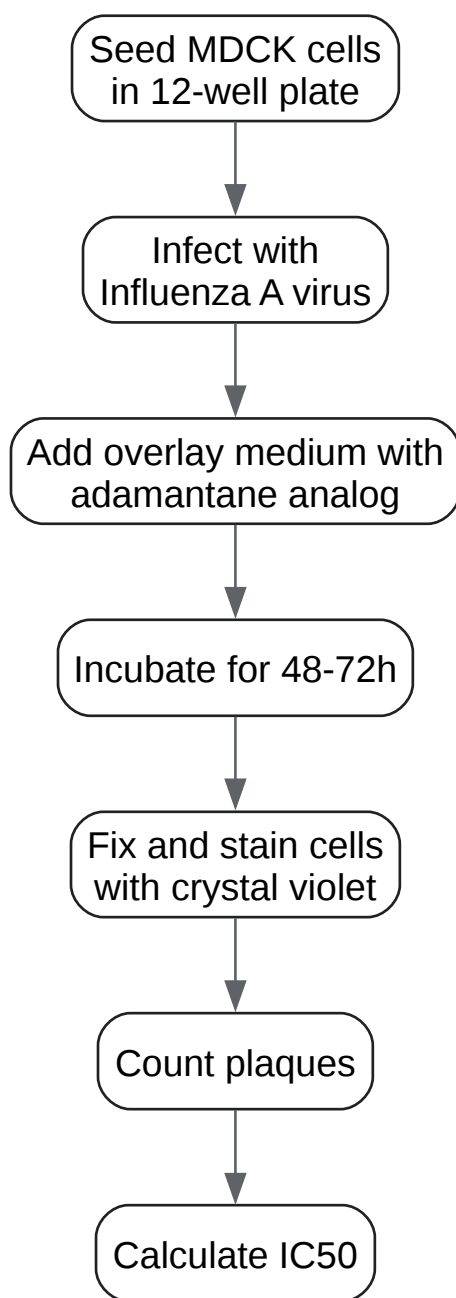 Seed MDCK cells
in 12-well plate
Infect with
Influenza A virus
Add overlay medium with
adamantane analog
Incubate for 48-72h
Fix and stain cells
with crystal violet
Count plaques
Calculate IC50